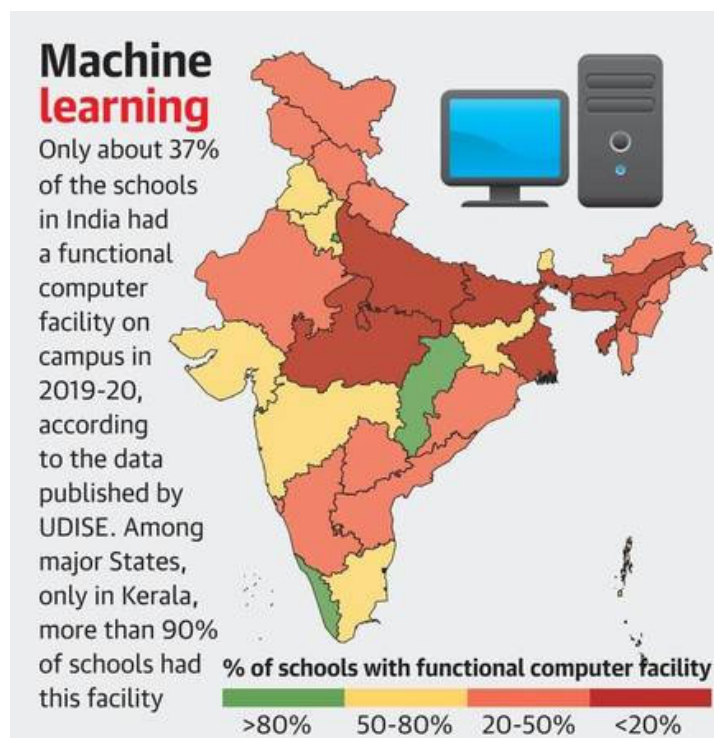 Machine
learning
Only about 37%
of the schools
in India had
a functional
computer
facility on
campus in
2019-20,
according
to the data
published by
UDISE. Among
major States,
only in Kerala,
more than 90%
of schools had
this facility
% of schools with functional computer facility
>80% 50-80% 20-50% <20%